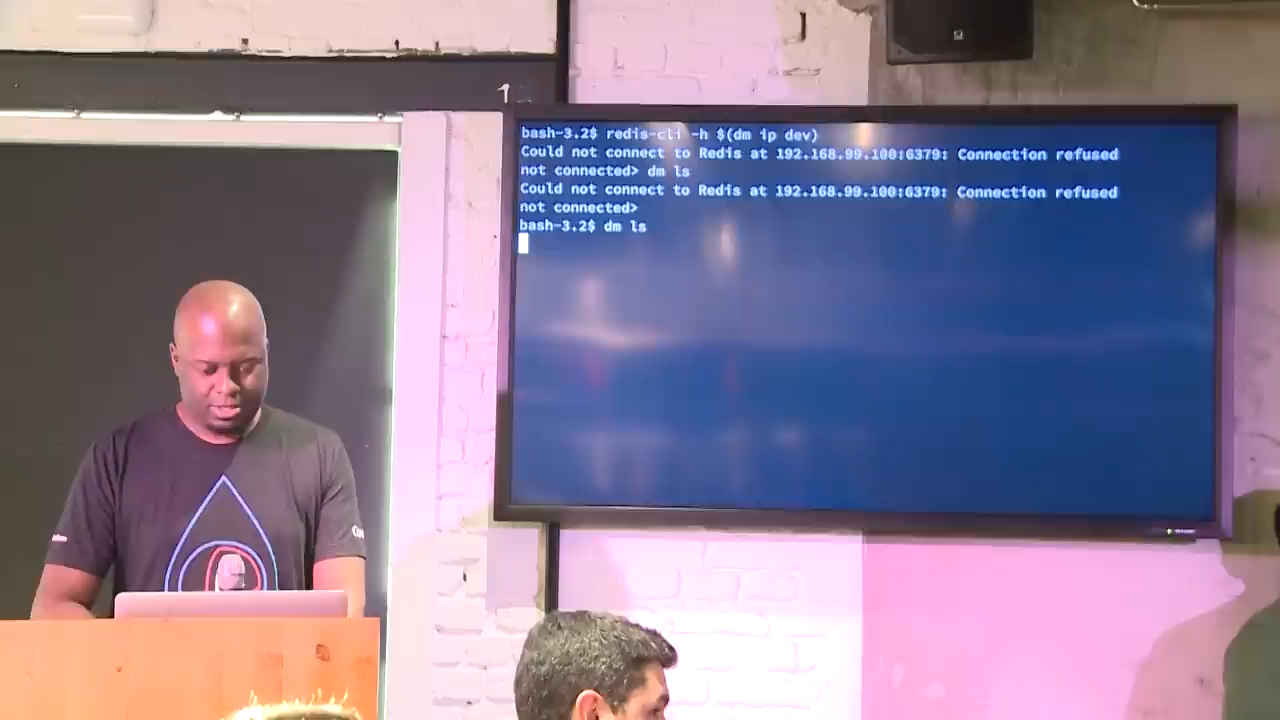 bash-3.2$ redis-cli -h $(dm ip dev)
Could not connect to Redis at 192.168.99.100:6379: Connection refused
not connected> dm ls
Could not connect to Redis at 192.168.99.100:6379: Connection refused
not connected>
bash-3.2$ dm ls